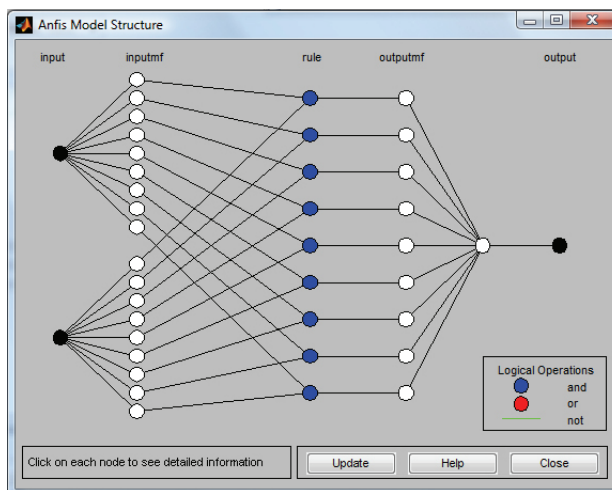 Anfis Model Structure
input inputmf rule outputmf output
Logical Operations
and
or
not
Click on each node to see detailed information
Update Help Close